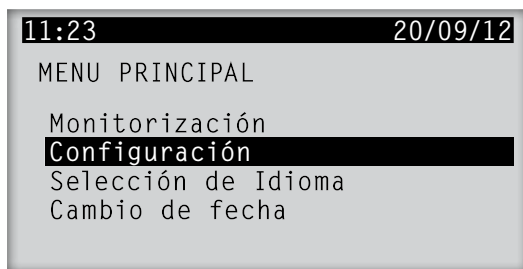 11:23 20/09/12
MENU PRINCIPAL
Monitorización
Configuración
Selección de Idioma
Cambio de fecha